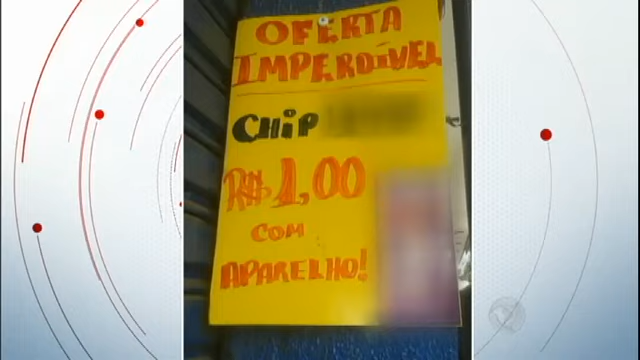 OFERTA
IMPERDÍVEL
CHiP
R$ 1,00
COM
APARELHO!